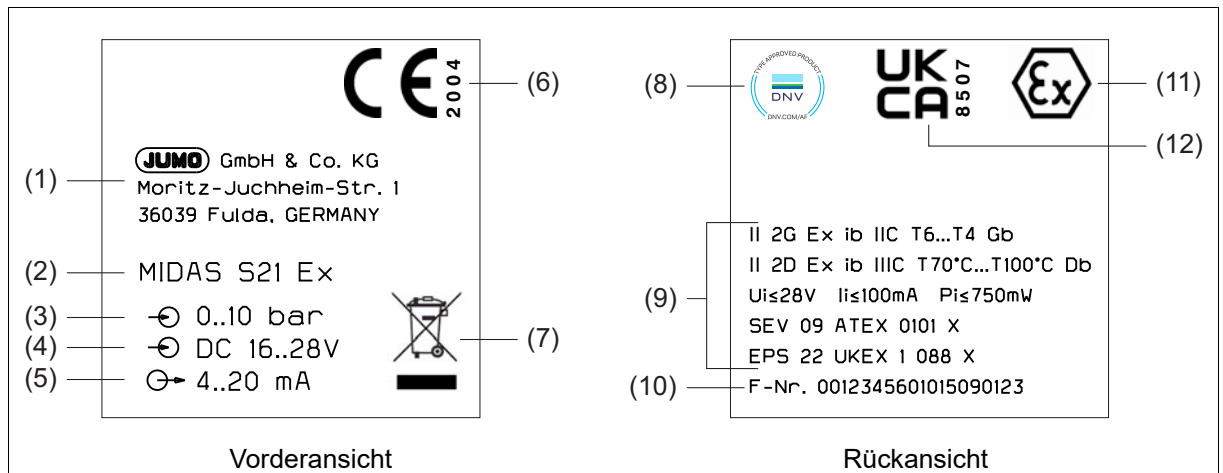 CE 2004
(6)
JUMO GmbH & Co. KG
(1)
Moritz-Juchheim-Str. 1
36039 Fulda, GERMANY
(2) MIDAS S21 Ex
(3) 0..10 bar
(4) DC 16..28V
(5) 4..20 mA
(7)
Vorderansicht
(8)
TYPE APPROVED PRODUCT
DNV
DNV.COM/AF
UK
CA 8507
Ex
(11)
(12)
II 2G Ex ib IIC T6...T4 Gb
II 2D Ex ib IIIC T70°C...T100°C Db
(9) Ui≤28V Ii≤100mA Pi≤750mW
SEV 09 ATEX 0101 X
EPS 22 UKEX 1 088 X
(10) F-Nr. 0012345601015090123
Rückansicht